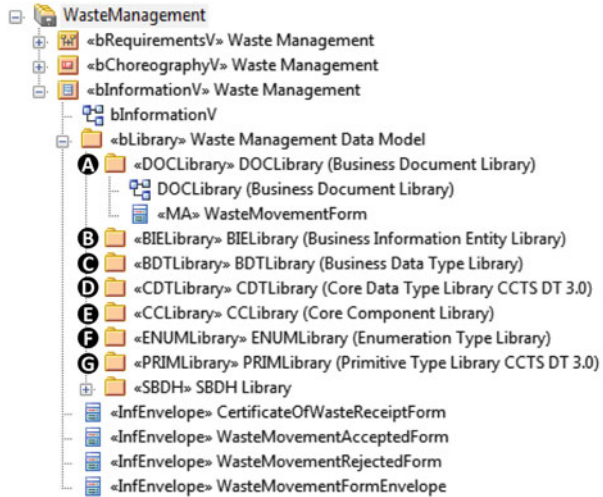 WasteManagement
«bRequirementsV» Waste Management
«bChoreographyV» Waste Management
«bInformationV» Waste Management
bInformationV
«bLibrary» Waste Management Data Model
A «DOCLibrary» DOCLibrary (Business Document Library)
DOCLibrary (Business Document Library)
«MA» WasteMovementForm
B «BIELibrary» BIELibrary (Business Information Entity Library)
C «BDTLibrary» BDTLibrary (Business Data Type Library)
D «CDTLibrary» CDTLibrary (Core Data Type Library CCTS DT 3.0)
E «CCLibrary» CCLibrary (Core Component Library)
F «ENUMLibrary» ENUMLibrary (Enumeration Type Library)
G «PRIMLibrary» PRIMLibrary (Primitive Type Library CCTS DT 3.0)
«SBDH» SBDH Library
«InfEnvelope» CertificateOfWasteReceiptForm
«InfEnvelope» WasteMovementAcceptedForm
«InfEnvelope» WasteMovementRejectedForm
«InfEnvelope» WasteMovementFormEnvelope